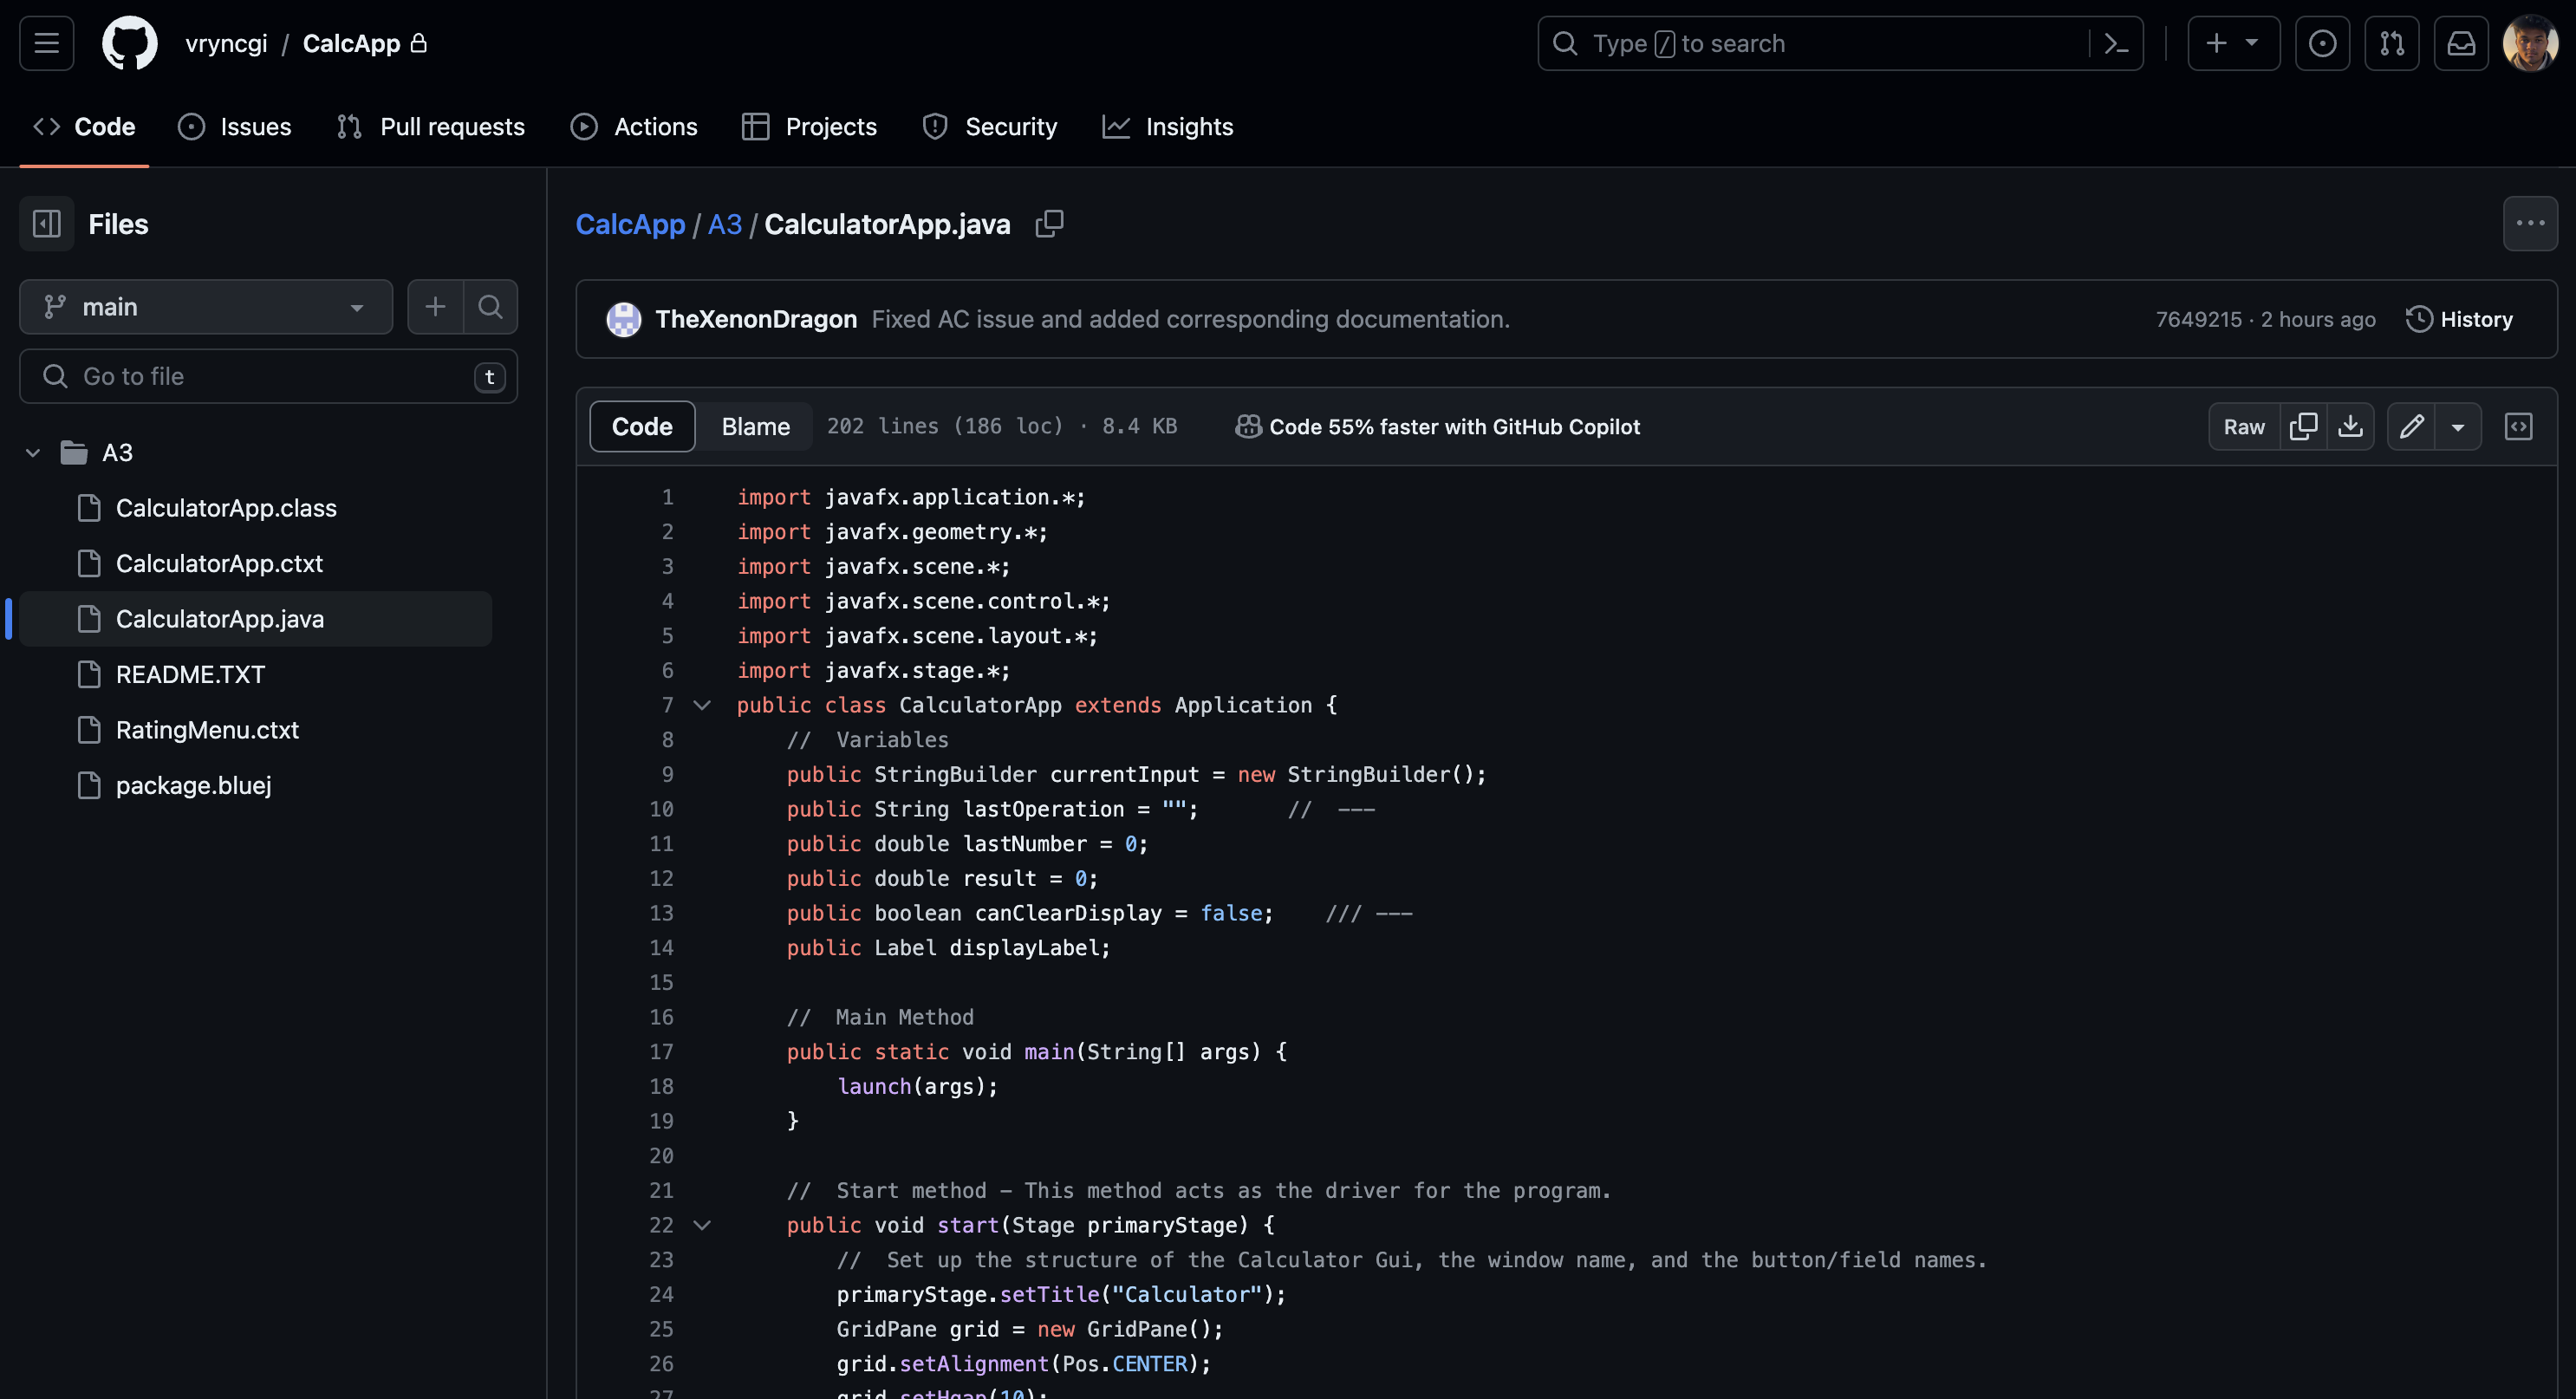 vryncgi / CalcApp
Type / to search
Code
Issues
Pull requests
Actions
Projects
Security
Insights
Files
main
Go to file
t
A3
CalculatorApp.class
CalculatorApp.ctxt
CalculatorApp.java
README.TXT
RatingMenu.ctxt
package.bluej
CalcApp / A3 / CalculatorApp.java
TheXenonDragon Fixed AC issue and added corresponding documentation.
7649215 · 2 hours ago
History
Code
Blame
202 lines (186 loc) · 8.4 KB
Code 55% faster with GitHub Copilot
Raw
1 import javafx.application.*;
2 import javafx.geometry.*;
3 import javafx.scene.*;
4 import javafx.scene.control.*;
5 import javafx.scene.layout.*;
6 import javafx.stage.*;
7 public class CalculatorApp extends Application {
8     //  Variables
9     public StringBuilder currentInput = new StringBuilder();
10     public String lastOperation = "";       //  ---
11     public double lastNumber = 0;
12     public double result = 0;
13     public boolean canClearDisplay = false;    /// ---
14     public Label displayLabel;
15
16     //  Main Method
17     public static void main(String[] args) {
18         launch(args);
19     }
20
21     //  Start method - This method acts as the driver for the program.
22     public void start(Stage primaryStage) {
23         //  Set up the structure of the Calculator Gui, the window name, and the button/field names.
24         primaryStage.setTitle("Calculator");
25         GridPane grid = new GridPane();
26         grid.setAlignment(Pos.CENTER);
27         grid.setHgap(10);